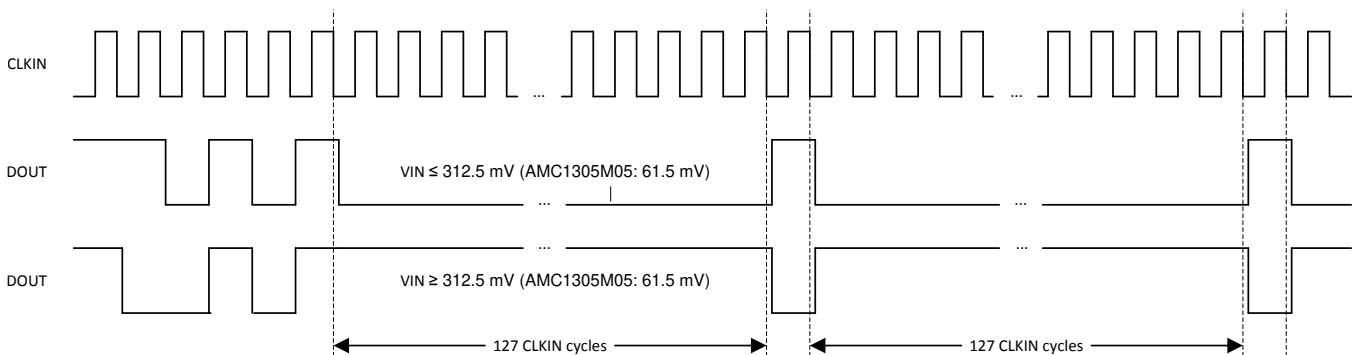 CLKIN
...
...
DOUT
VIN ≤ 312.5 mV (AMC1305M05: 61.5 mV)
...
...
DOUT
...
...
VIN ≥ 312.5 mV (AMC1305M05: 61.5 mV)
127 CLKIN cycles
127 CLKIN cycles